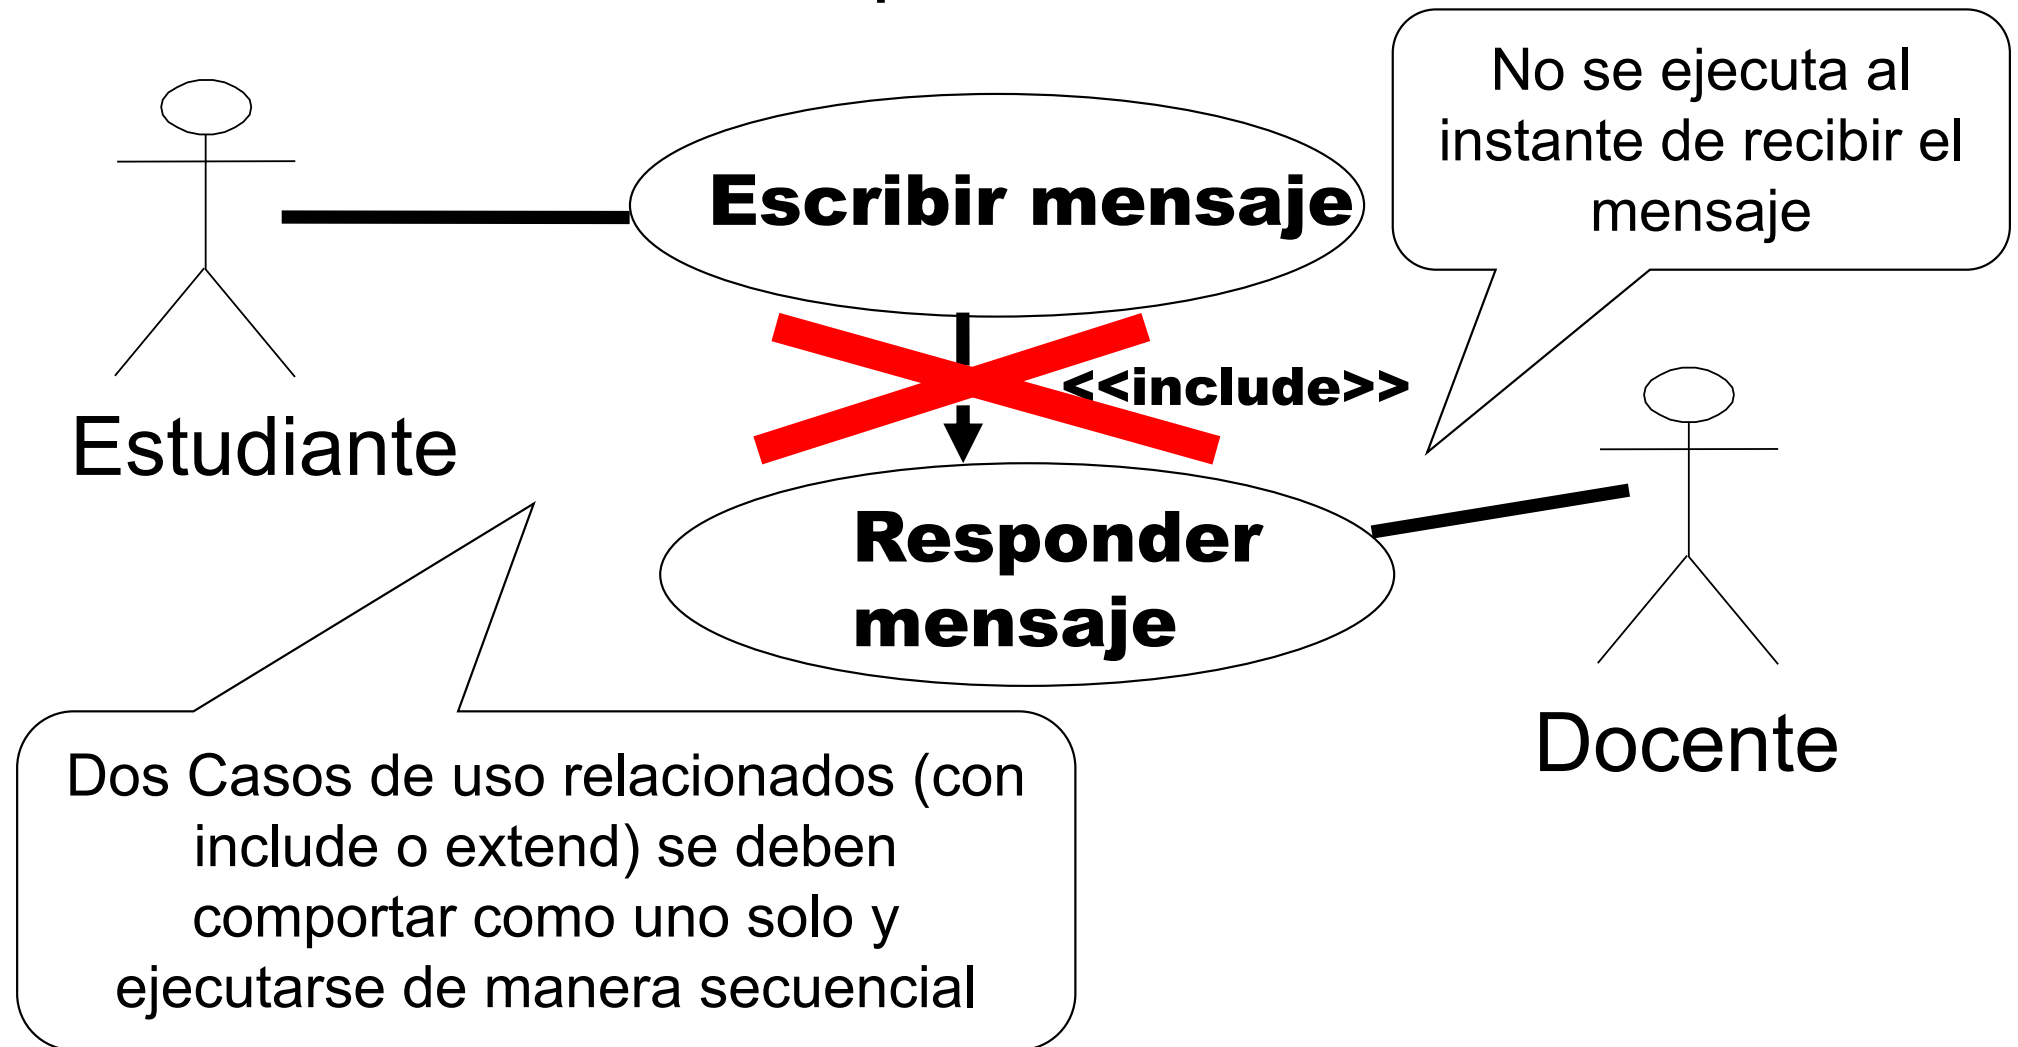 No se ejecuta al
instante de recibir el
mensaje
Escribir mensaje
<<include>>
Estudiante
Responder
mensaje
Docente
Dos Casos de uso relacionados (con
include o extend) se deben
comportar como uno solo y
ejecutarse de manera secuencial